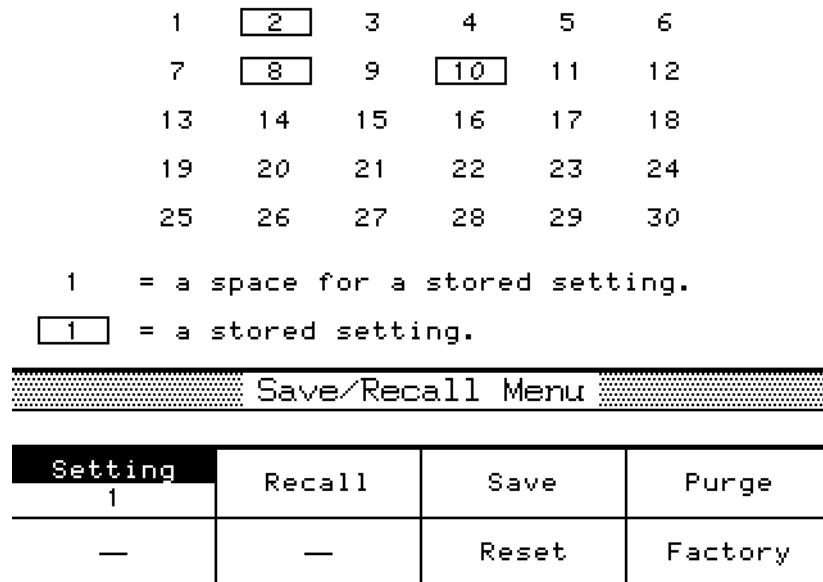 1 2 3 4 5 6
7 8 9 10 11 12
13 14 15 16 17 18
19 20 21 22 23 24
25 26 27 28 29 30
1 = a space for a stored setting.
1 = a stored setting.
Save/Recall Menu
Setting 1 Recall Save Purge
— — Reset Factory